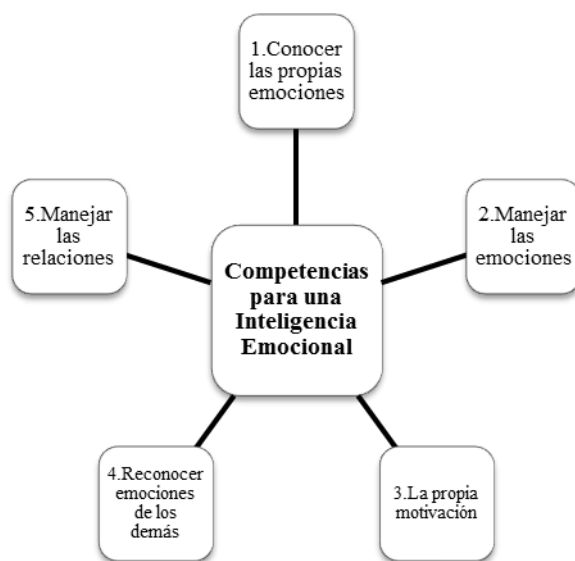 1.Conocer
las propias
emociones
5.Manejar
las
relaciones
2.Manejar
las
emociones
Competencias
para una
Inteligencia
Emocional
4.Reconocer
emociones
de los
demás
3.La propia
motivación